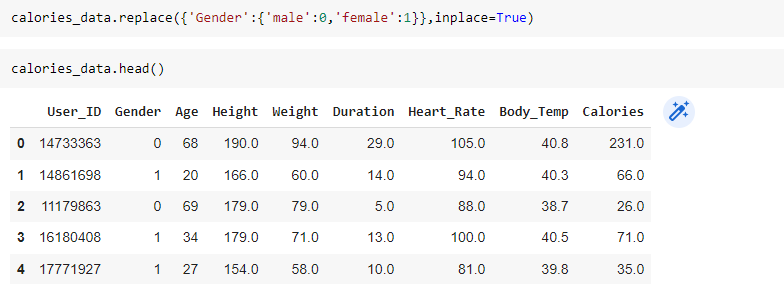 calories_data.replace({'Gender':{'male':0,'female':1}},inplace=True)
calories_data.head()
User_ID Gender Age Height Weight Duration Heart_Rate Body_Temp Calories
0 14733363 0 68 190.0 94.0 29.0 105.0 40.8 231.0
1 14861698 1 20 166.0 60.0 14.0 94.0 40.3 66.0
2 11179863 0 69 179.0 79.0 5.0 88.0 38.7 26.0
3 16180408 1 34 179.0 71.0 13.0 100.0 40.5 71.0
4 17771927 1 27 154.0 58.0 10.0 81.0 39.8 35.0